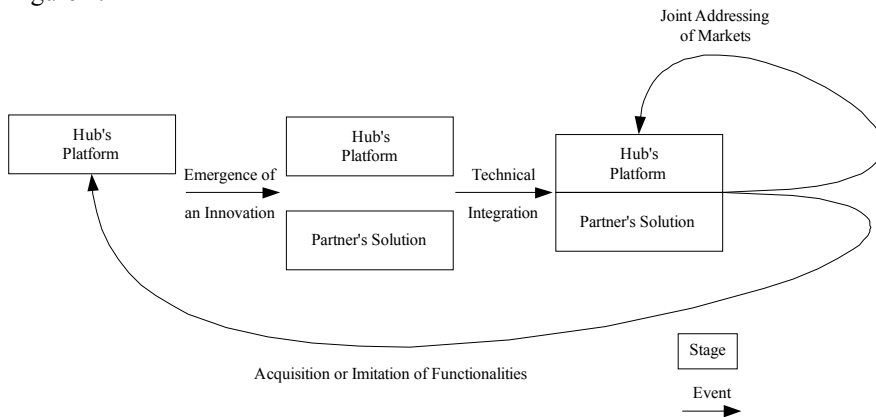 Joint Addressing
of Markets
Hub's
Platform
Emergence of
an Innovation
Hub's
Platform
Partner's Solution
Technical
Integration
Hub's
Platform
Partner's Solution
Acquisition or Imitation of Functionalities
Stage
Event